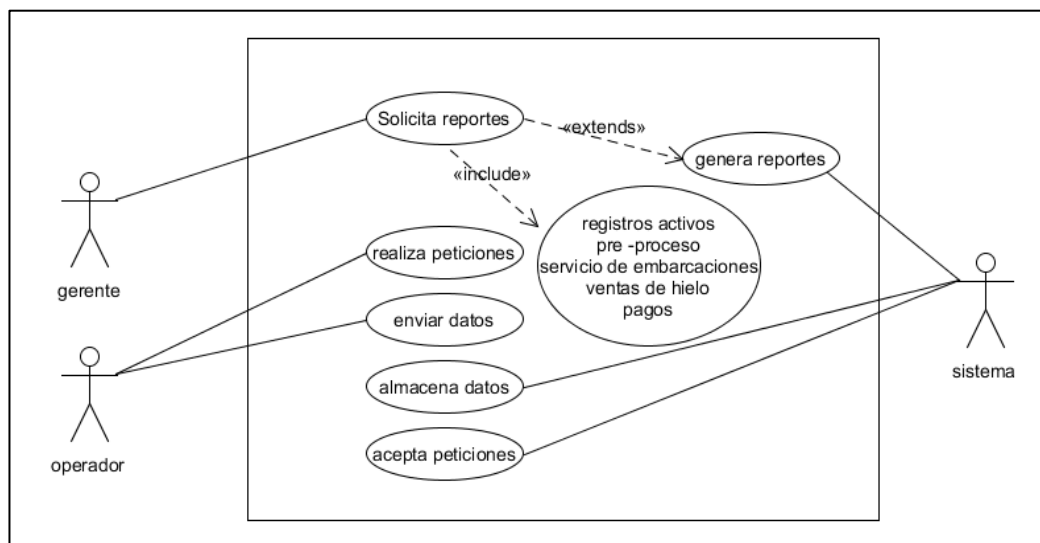 Solicita reportes
«extends»
genera reportes
«include»
registros activos
pre -proceso
servicio de embarcaciones
ventas de hielo
pagos
realiza peticiones
enviar datos
almacena datos
acepta peticiones
gerente
operador
sistema